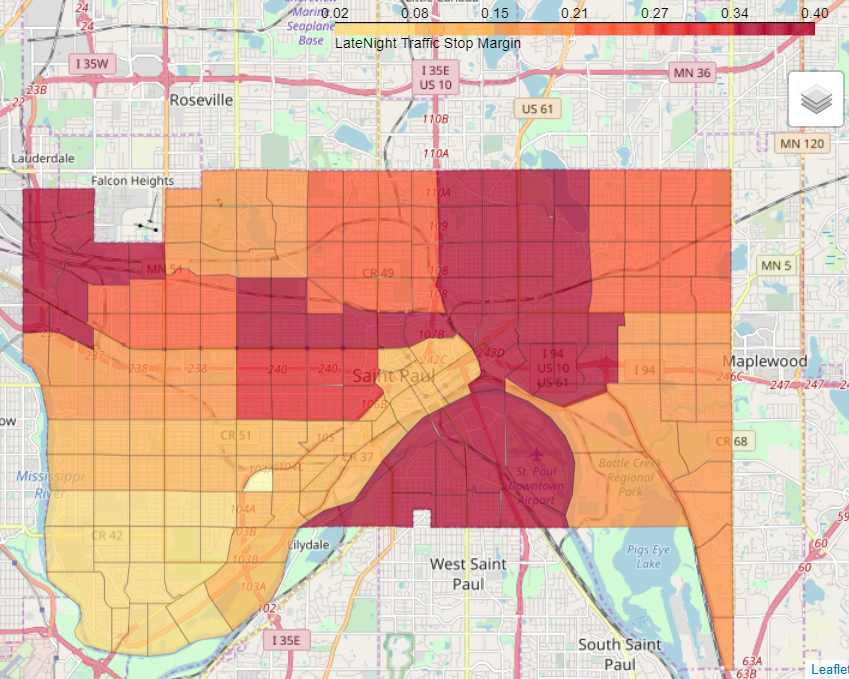 0.02 0.08 0.15 0.21 0.27 0.34 0.40
LateNight Traffic Stop Margin
24
Marine
Seaplane
Base
I 35W
I 35E
US 10
MN 36
23B
22
Roseville
US 61
110B
MN 120
Lauderdale
110A
Falcon Heights
110A
109
MN 51
CR 49
108
MN 5
107B
237
238
238
240
240
242C
243D
I 94
US 10
US 61
I 94
Maplewood
Saint Paul
246C
247
247
106B
CR 51
105
CR 68
CR 37
Mississippi
River
St. Paul
Downtown
Airport
Battle Creek
Regional
Park
104A
CR 42
103B
Lilydale
103B
Pigs Eye
Lake
60
West Saint
Paul
103A
60
102
I 35E
South Saint
Paul
63A
63B
Leaflet